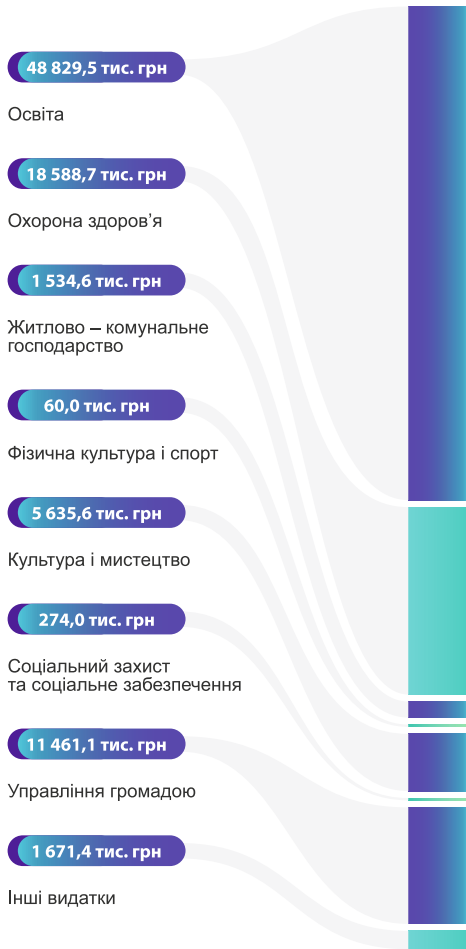 48 829,5 тис. грн
Освіта
18 588,7 тис. грн
Охорона здоров’я
1 534,6 тис. грн
Житлово – комунальне
господарство
60,0 тис. грн
Фізична культура і спорт
5 635,6 тис. грн
Культура і мистецтво
274,0 тис. грн
Соціальний захист
та соціальне забезпечення
11 461,1 тис. грн
Управління громадою
1 671,4 тис. грн
Інші видатки